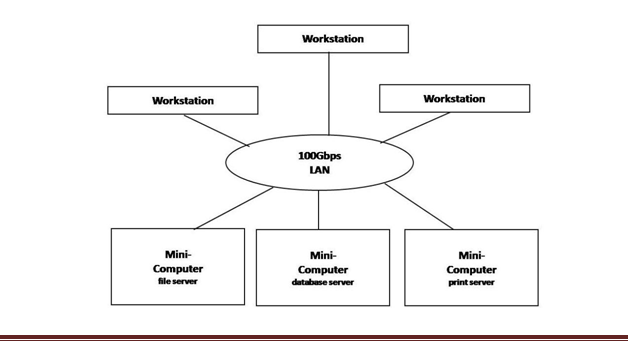 Workstation
Workstation
Workstation
100Gbps
LAN
Mini-
Computer
file server
Mini-
Computer
database server
Mini-
Computer
print server